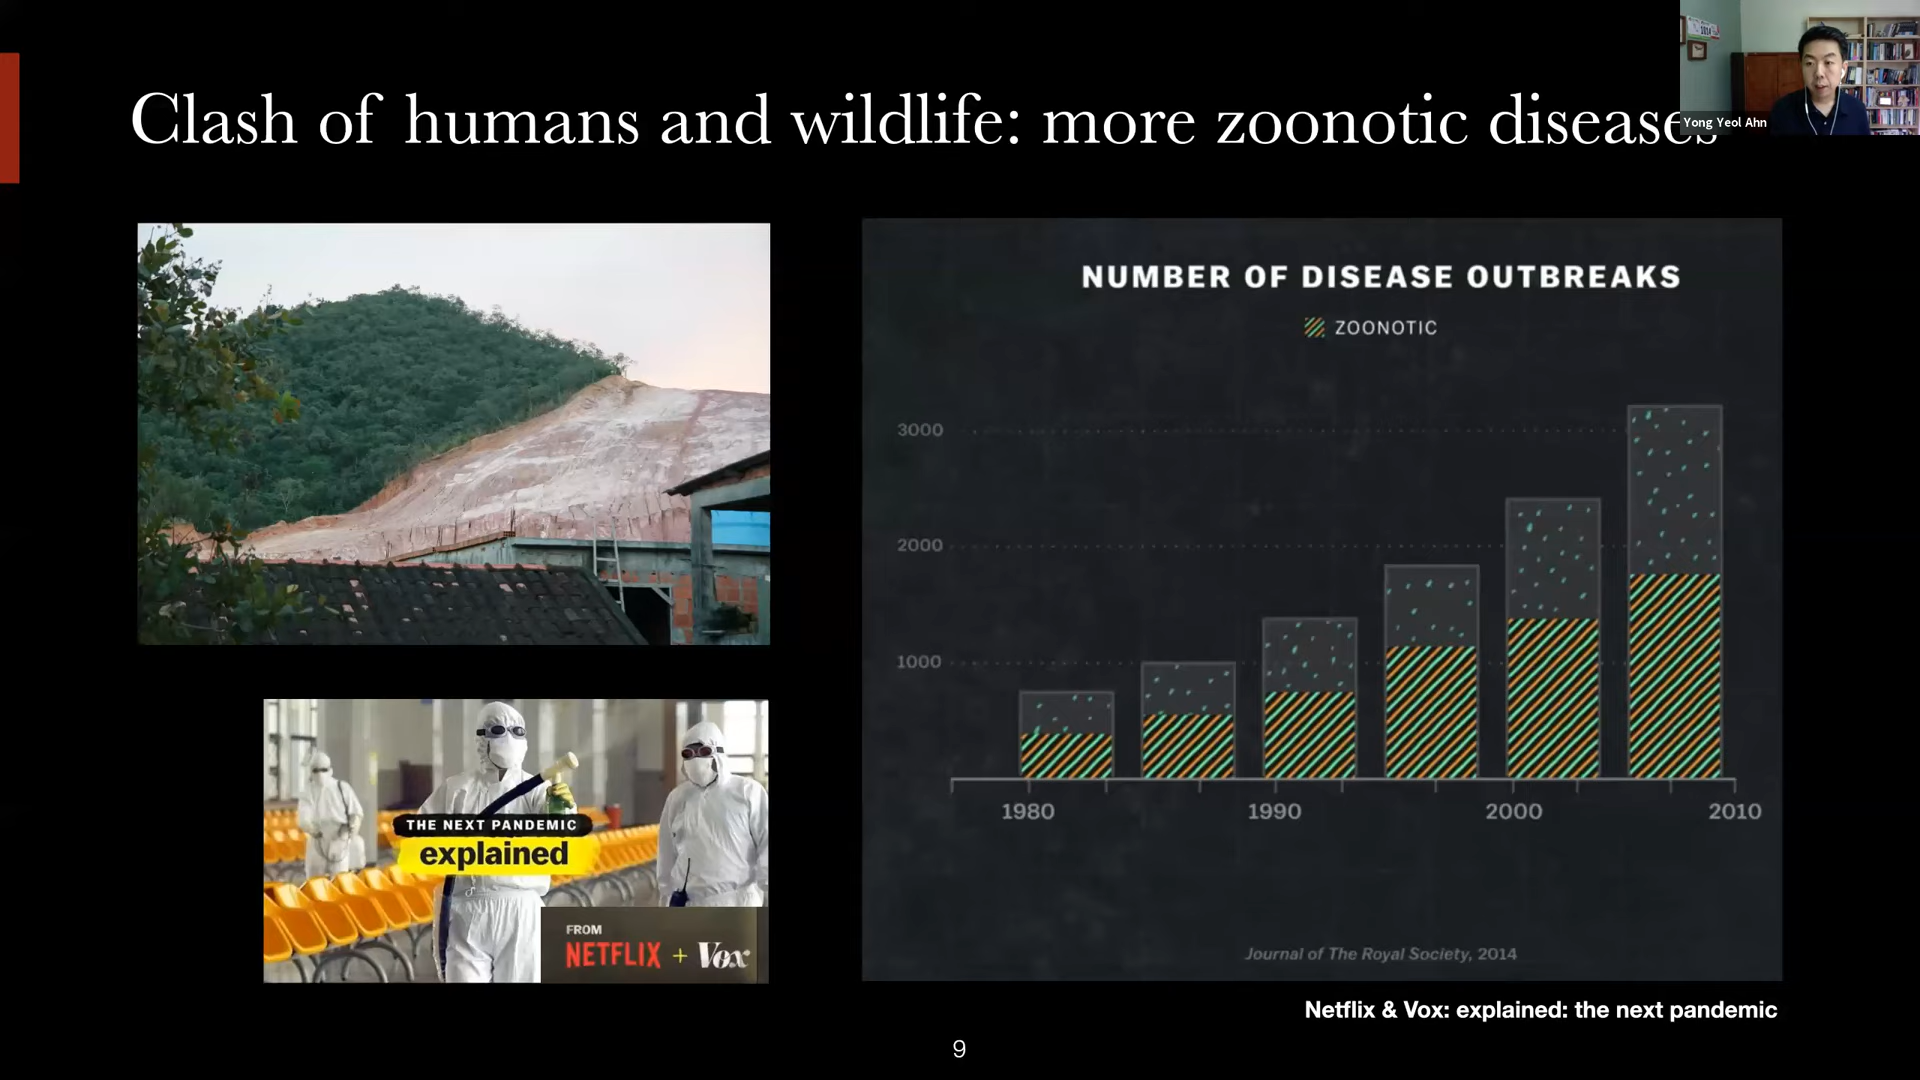 Clash of humans and wildlife: more zoonotic diseases
Yong Yeol Ahn
NUMBER OF DISEASE OUTBREAKS
ZOONOTIC
3000
2000
1000
1980 1990 2000 2010
Journal of The Royal Society, 2014
THE NEXT PANDEMIC
explained
FROM
NETFLIX + Vox
Netflix & Vox: explained: the next pandemic
9